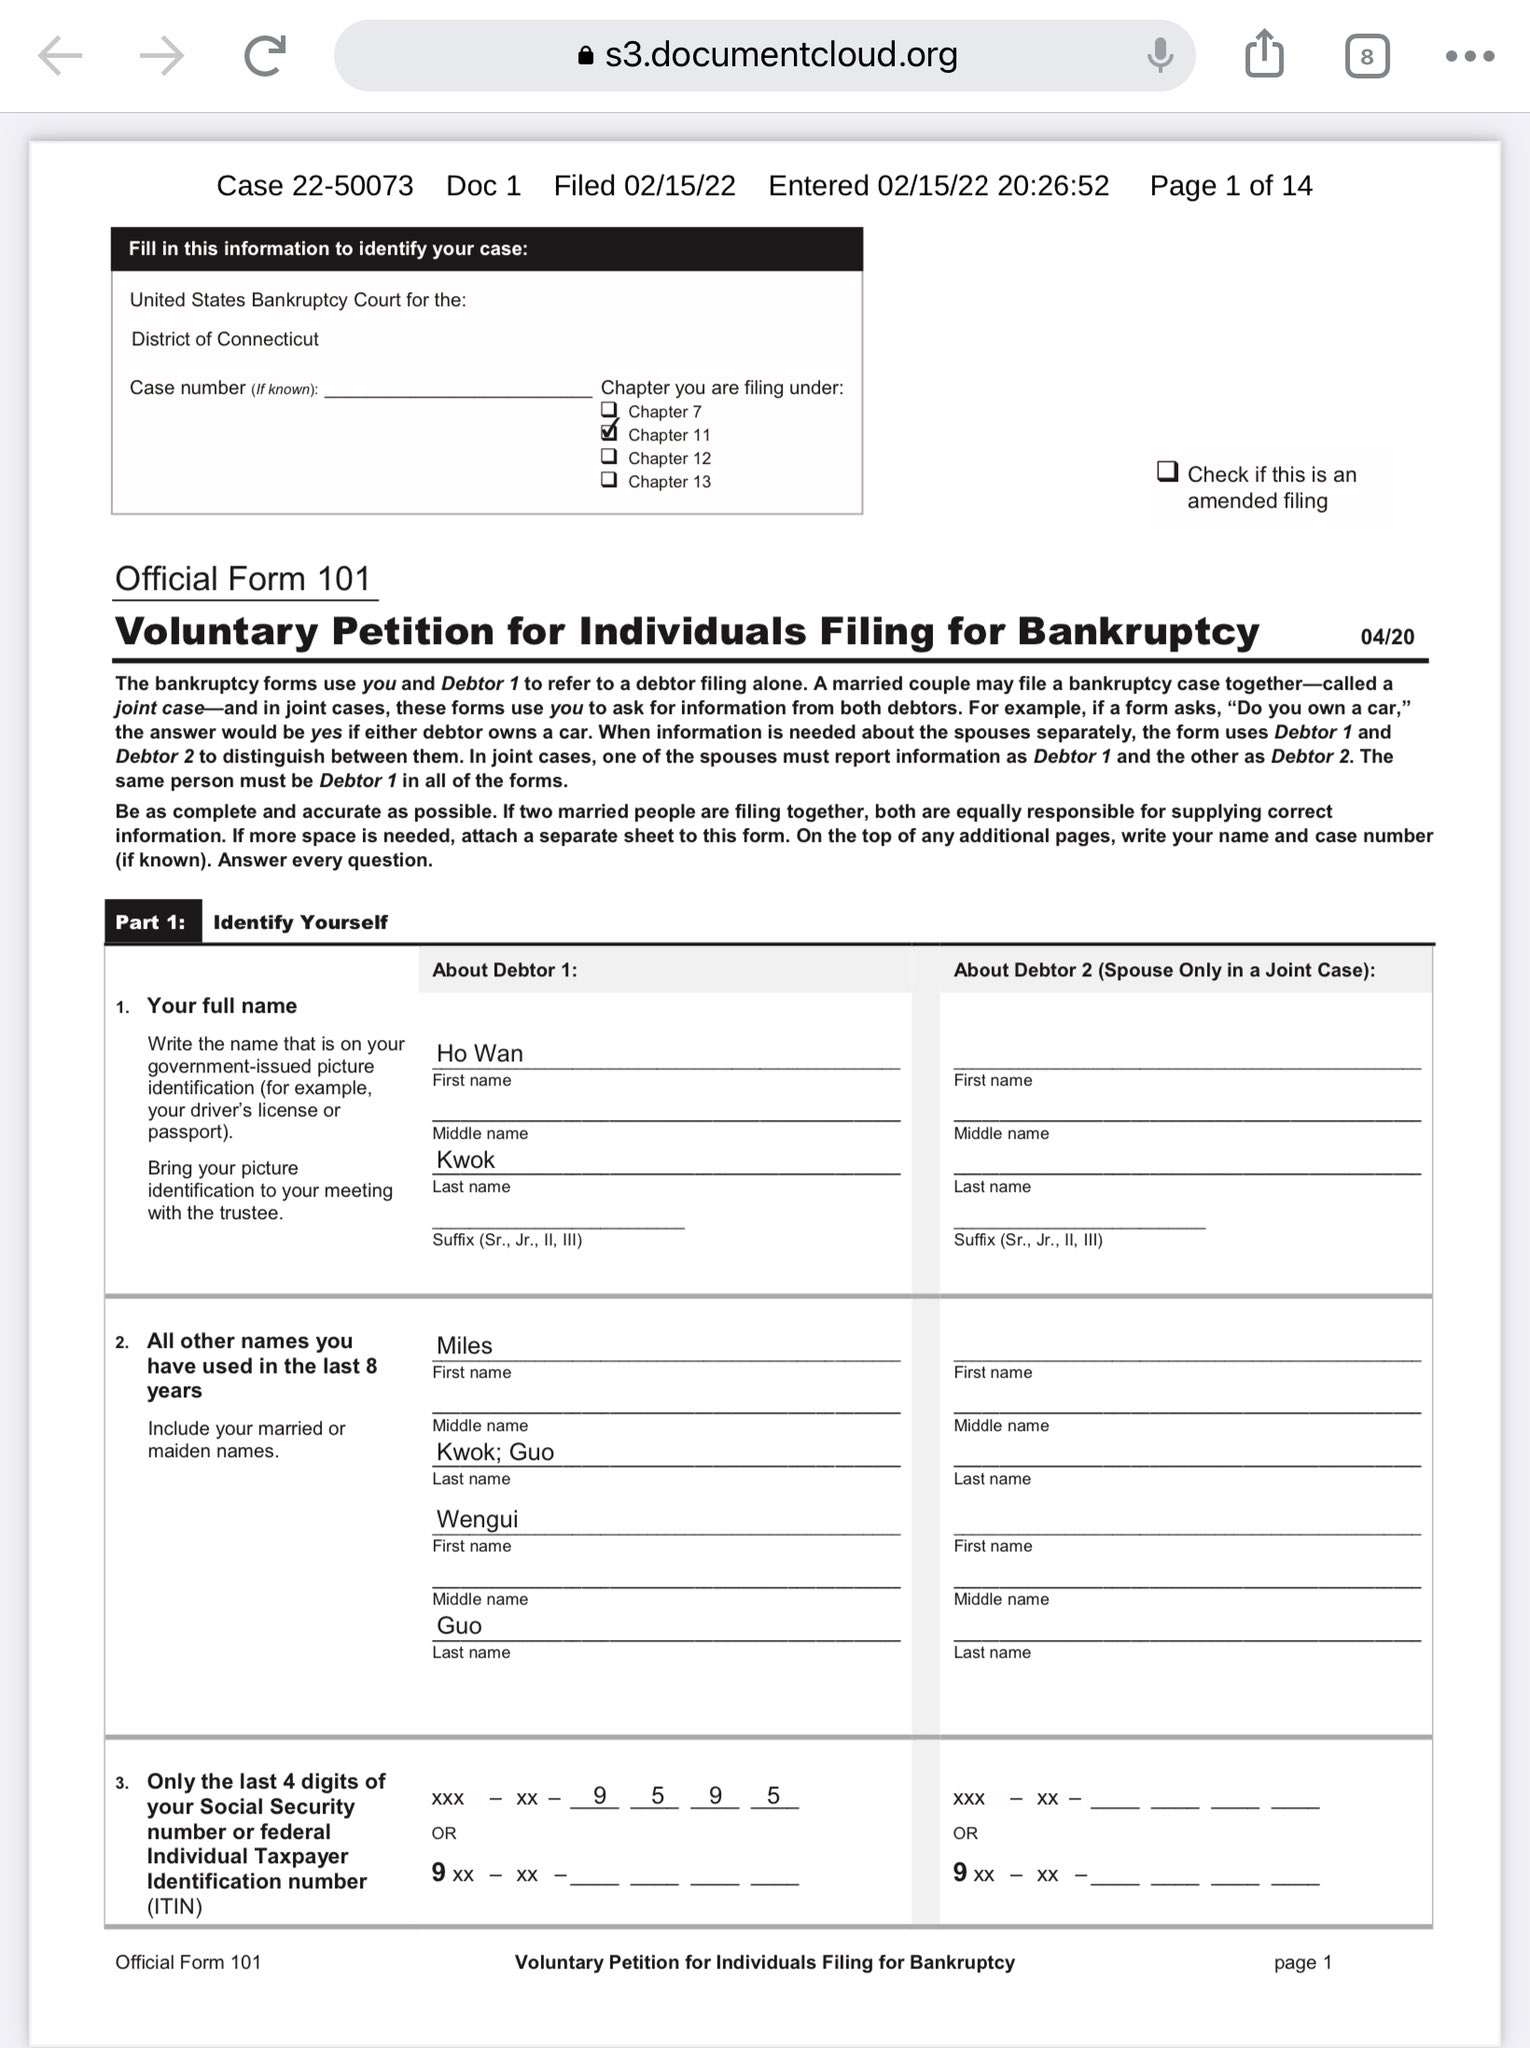 s3.documentcloud.org
8
Case 22-50073 Doc 1 Filed 02/15/22 Entered 02/15/22 20:26:52 Page 1 of 14
Fill in this information to identify your case:
United States Bankruptcy Court for the:
District of Connecticut
Case number (If known): Chapter you are filing under:
Chapter 7
Chapter 11
Chapter 12
Chapter 13
Check if this is an
amended filing
Official Form 101
Voluntary Petition for Individuals Filing for Bankruptcy 04/20
The bankruptcy forms use you and Debtor 1 to refer to a debtor filing alone. A married couple may file a bankruptcy case together—called a
joint case—and in joint cases, these forms use you to ask for information from both debtors. For example, if a form asks, “Do you own a car,”
the answer would be yes if either debtor owns a car. When information is needed about the spouses separately, the form uses Debtor 1 and
Debtor 2 to distinguish between them. In joint cases, one of the spouses must report information as Debtor 1 and the other as Debtor 2. The
same person must be Debtor 1 in all of the forms.
Be as complete and accurate as possible. If two married people are filing together, both are equally responsible for supplying correct
information. If more space is needed, attach a separate sheet to this form. On the top of any additional pages, write your name and case number
(if known). Answer every question.
Part 1: Identify Yourself
About Debtor 1: About Debtor 2 (Spouse Only in a Joint Case):
1. Your full name
Write the name that is on your
government-issued picture
identification (for example,
your driver’s license or
passport).
Bring your picture
identification to your meeting
with the trustee.
Ho Wan
First name
Middle name
Kwok
Last name
Suffix (Sr., Jr., II, III)
First name
Middle name
Last name
Suffix (Sr., Jr., II, III)
2. All other names you
have used in the last 8
years
Include your married or
maiden names.
Miles
First name
Middle name
Kwok; Guo
Last name
Wengui
First name
Middle name
Guo
Last name
First name
Middle name
Last name
First name
Middle name
Last name
3. Only the last 4 digits of
your Social Security
number or federal
Individual Taxpayer
Identification number
(ITIN)
xxx – xx – 9 5 9 5
OR
9 xx – xx –
xxx – xx –
OR
9 xx – xx –
Official Form 101 Voluntary Petition for Individuals Filing for Bankruptcy page 1